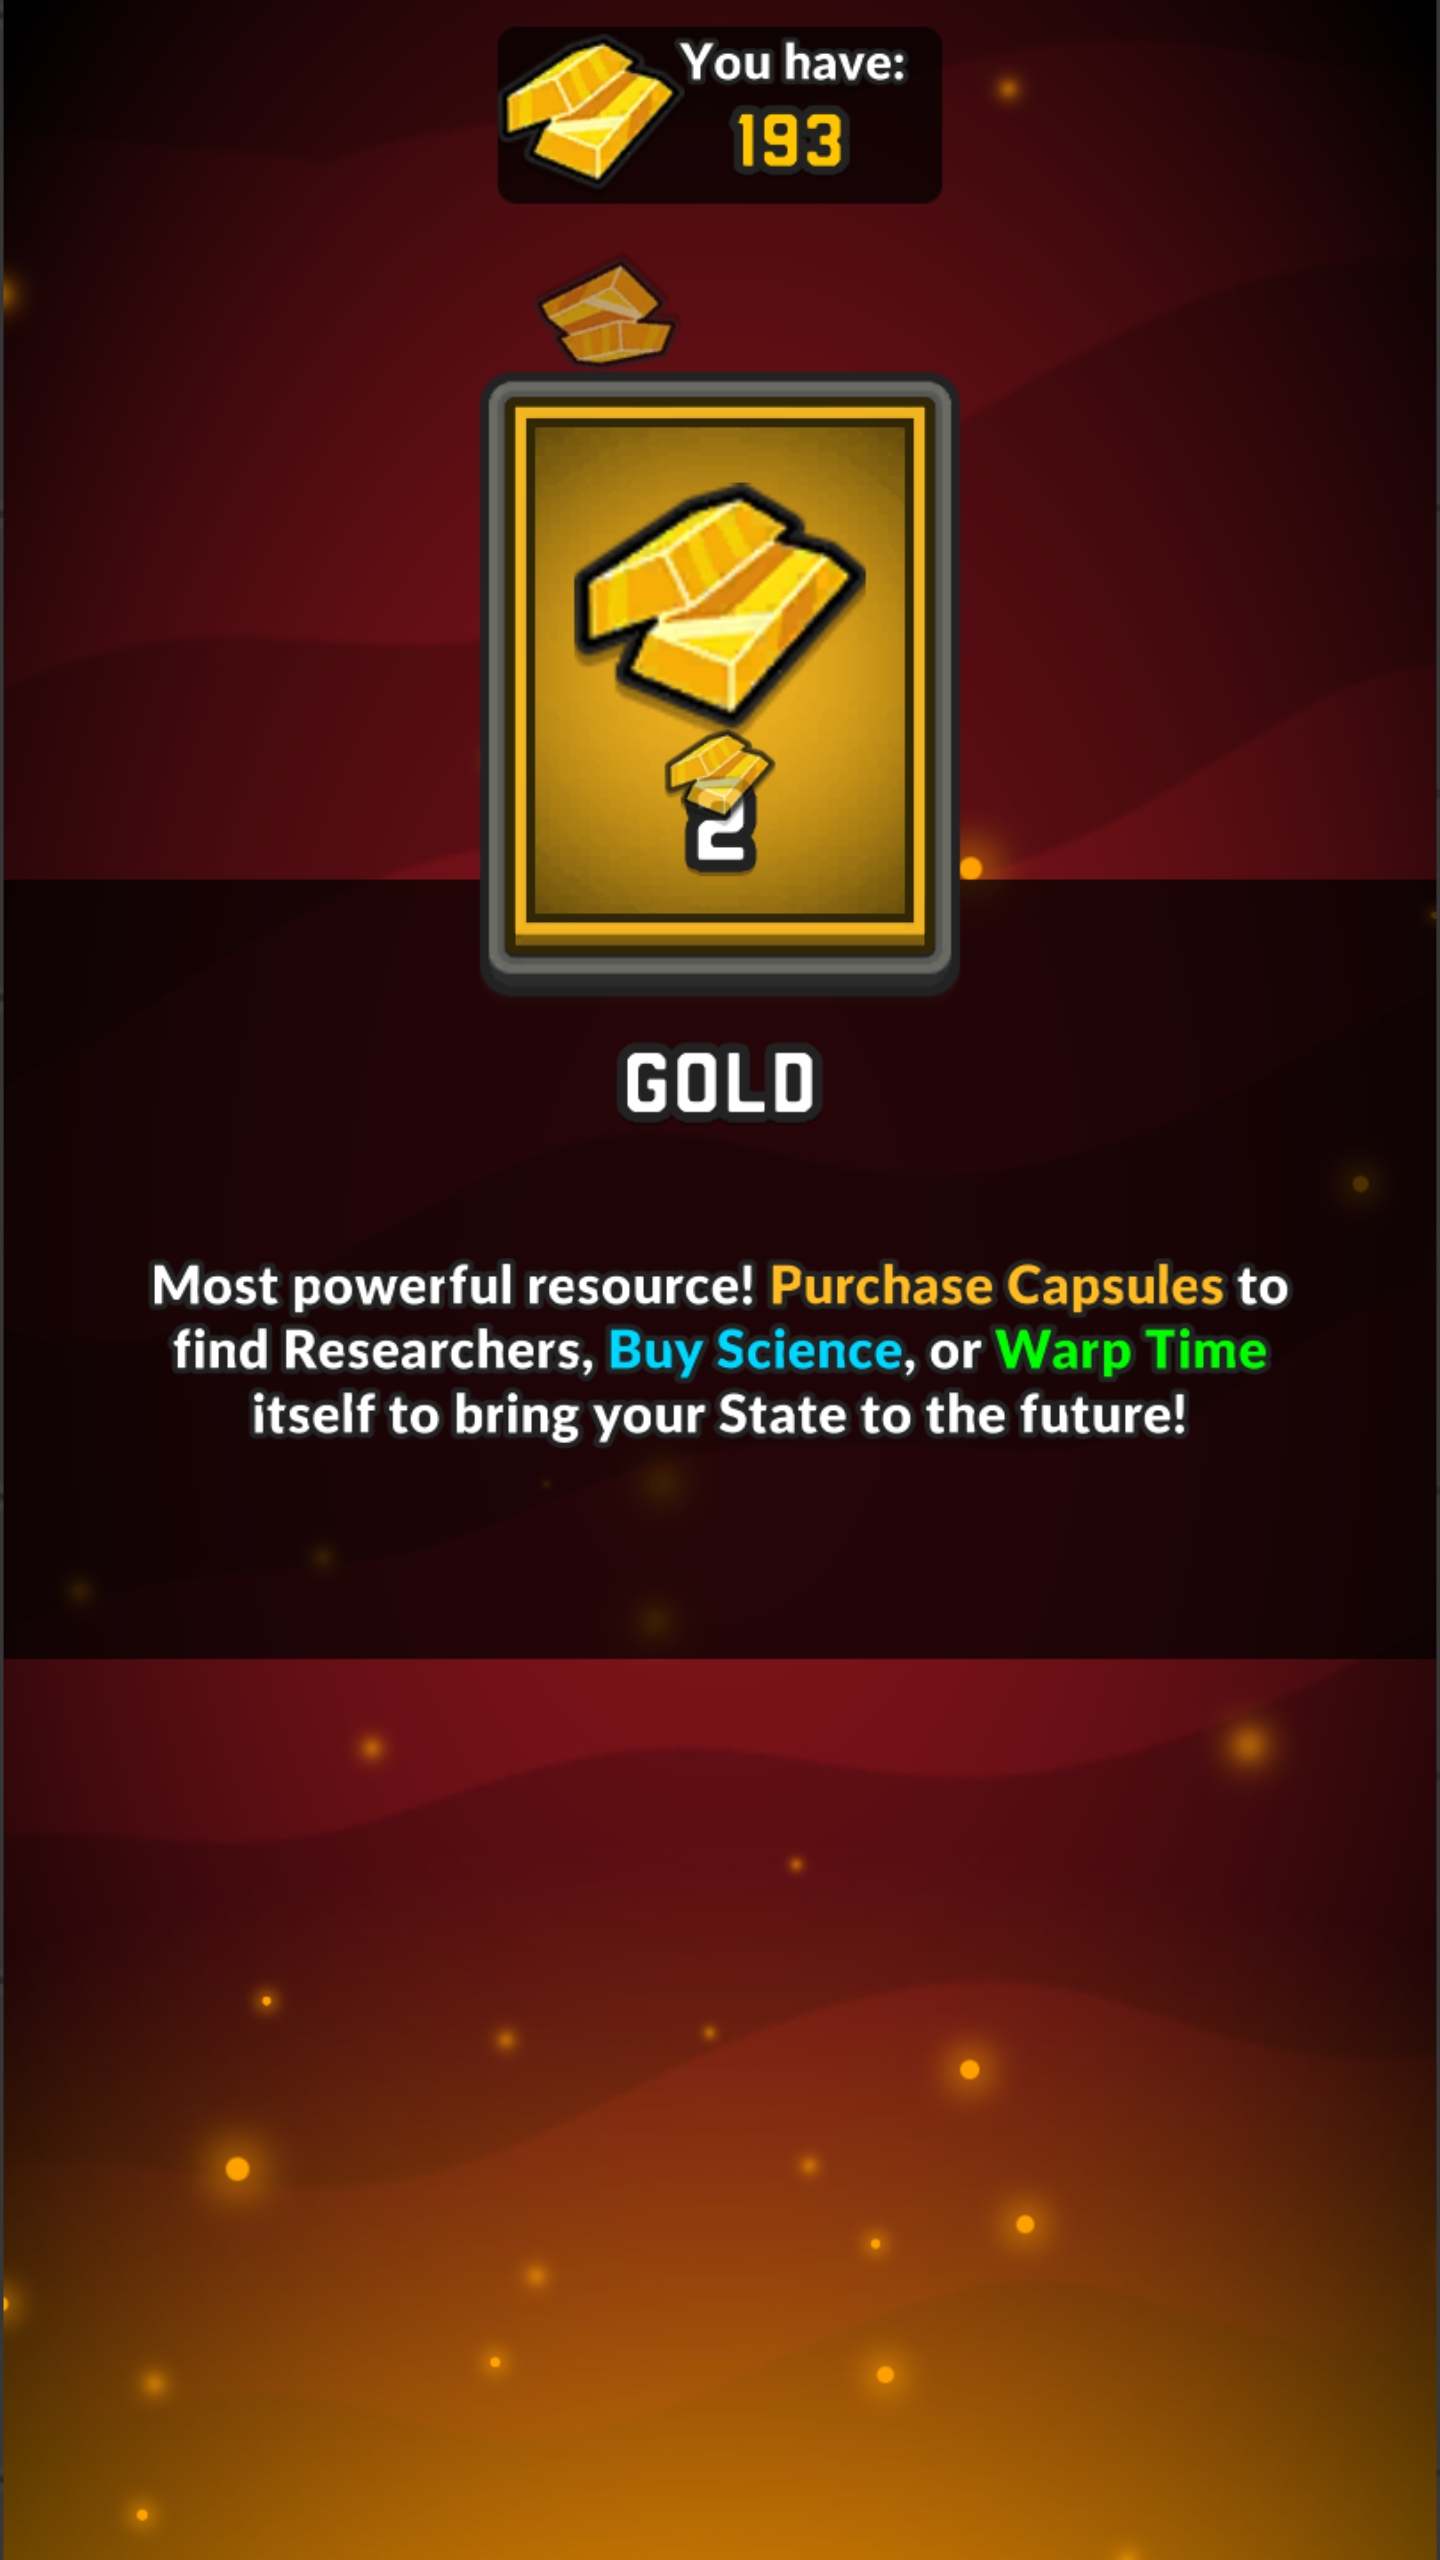 You have:
193
2
GOLD
Most powerful resource! Purchase Capsules to
find Researchers, Buy Science, or Warp Time
itself to bring your State to the future!